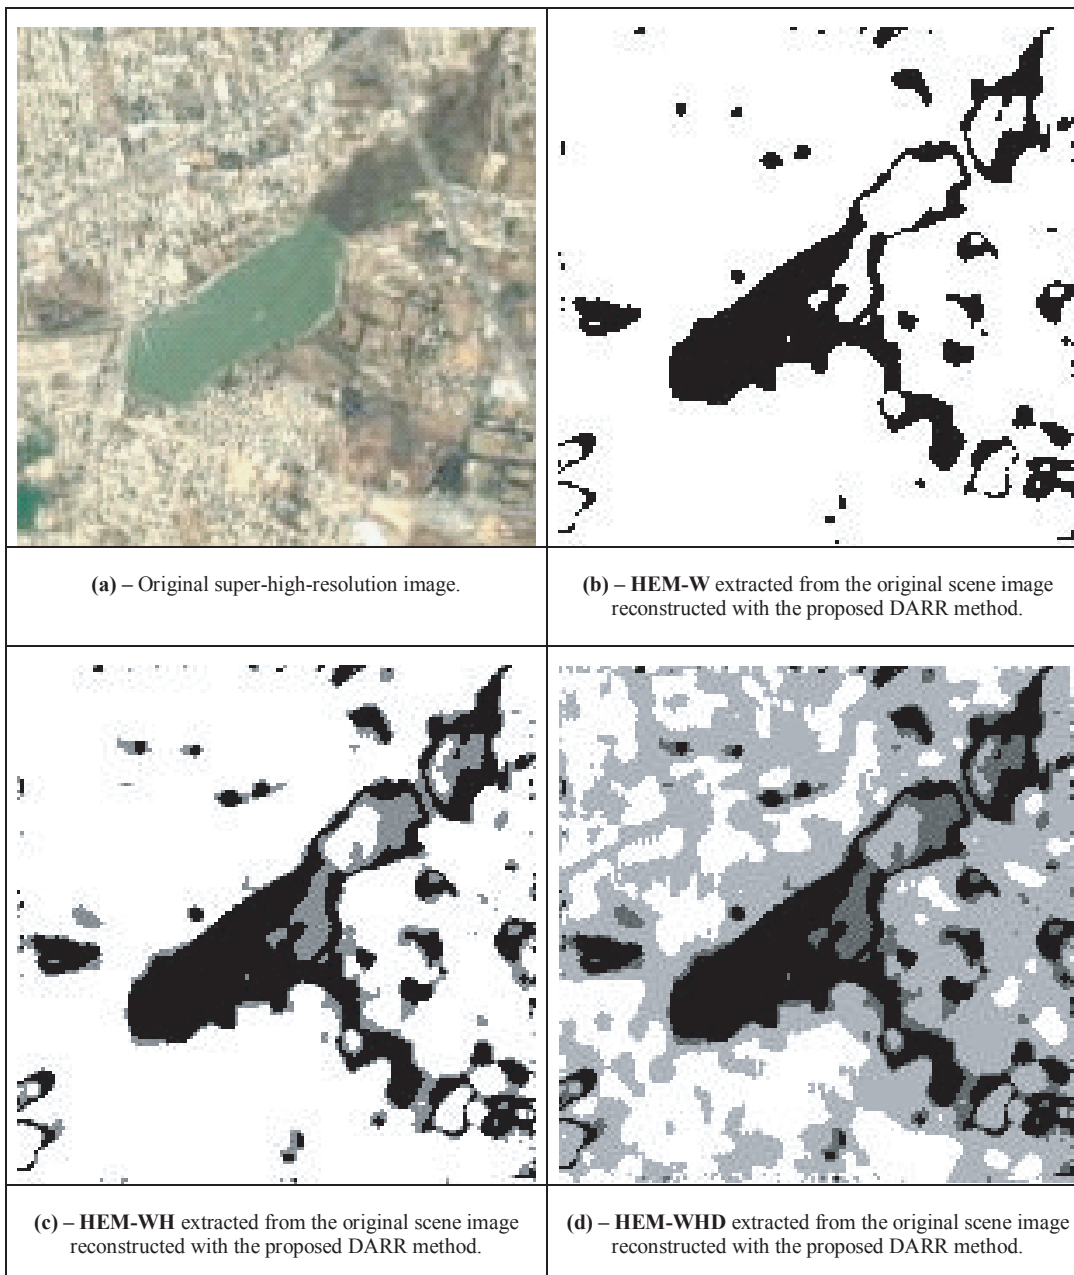 (a) – Original super-high-resolution image.
(b) – HEM-W extracted from the original scene image
reconstructed with the proposed DARR method.
(c) – HEM-WH extracted from the original scene image
reconstructed with the proposed DARR method.
(d) – HEM-WHD extracted from the original scene image
reconstructed with the proposed DARR method.